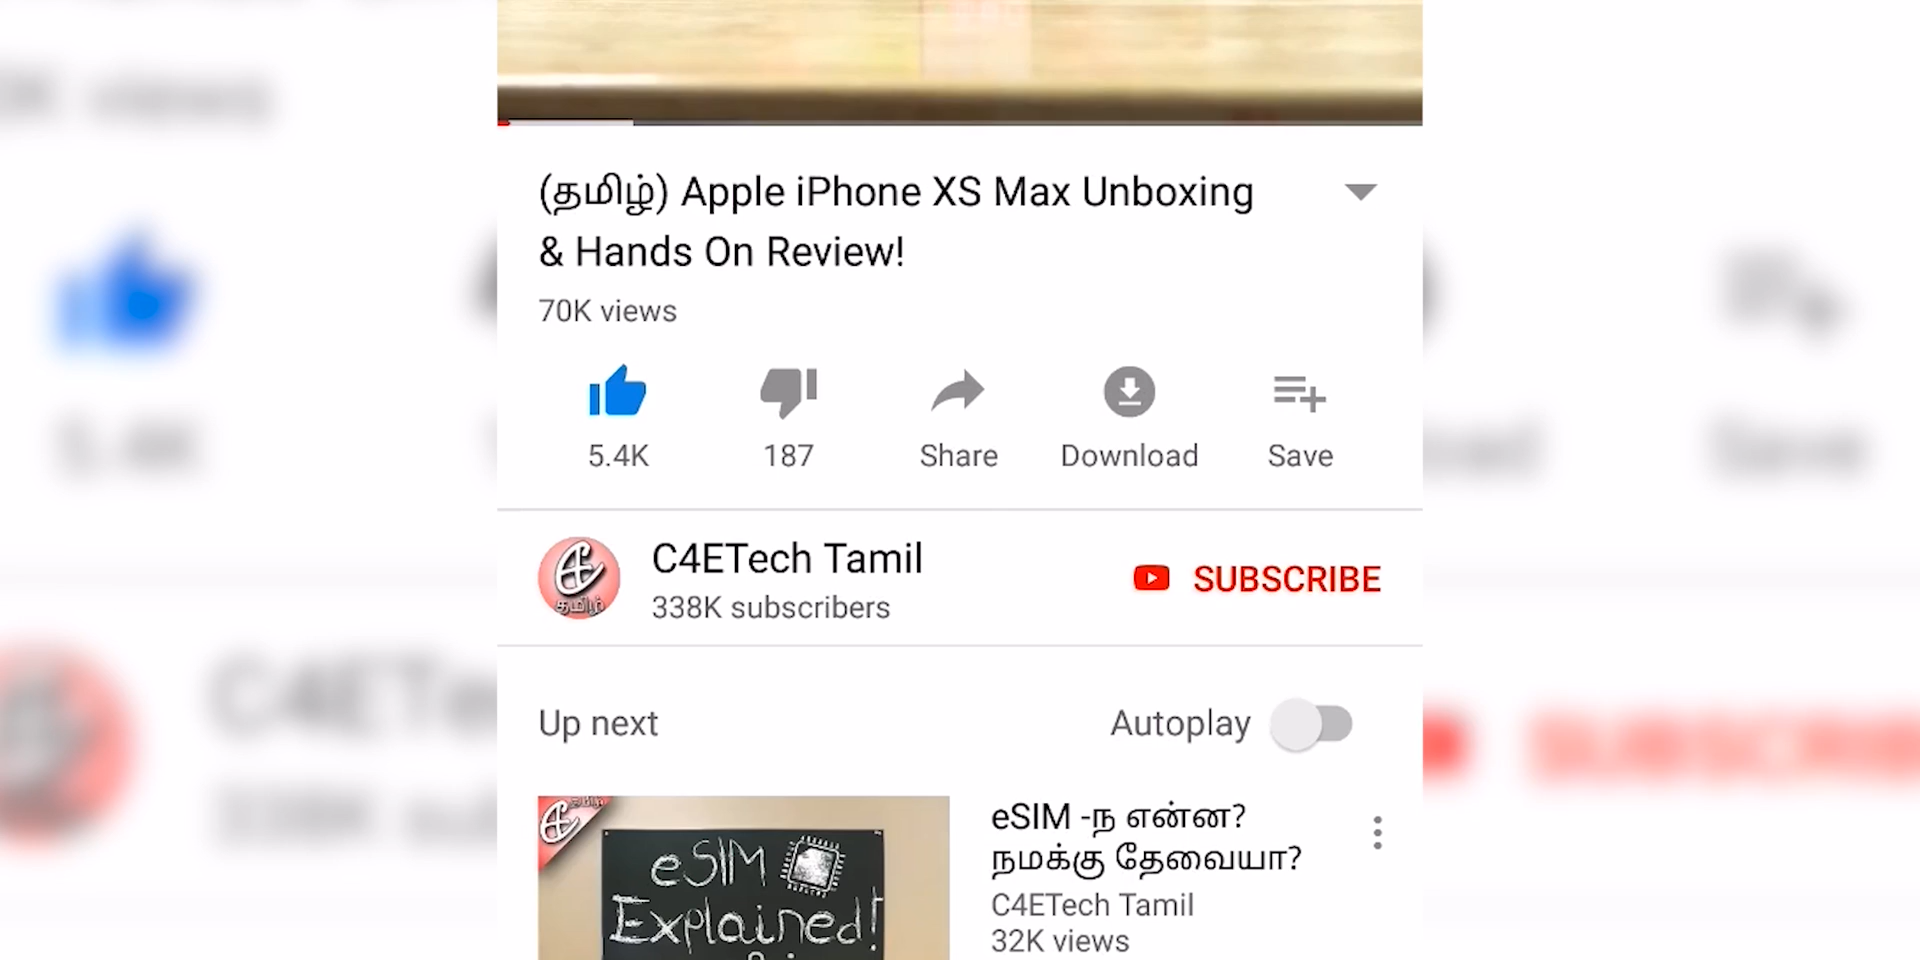 (தமிழ்) Apple iPhone XS Max Unboxing
& Hands On Review!
70K views
5.4K
187
Share
Download
Save
C4ETech Tamil
338K subscribers
SUBSCRIBE
தமிழ்
Up next
Autoplay
eSIM
Explained!
eSIM -ந என்ன?
நமக்கு தேவையா?
C4ETech Tamil
32K views